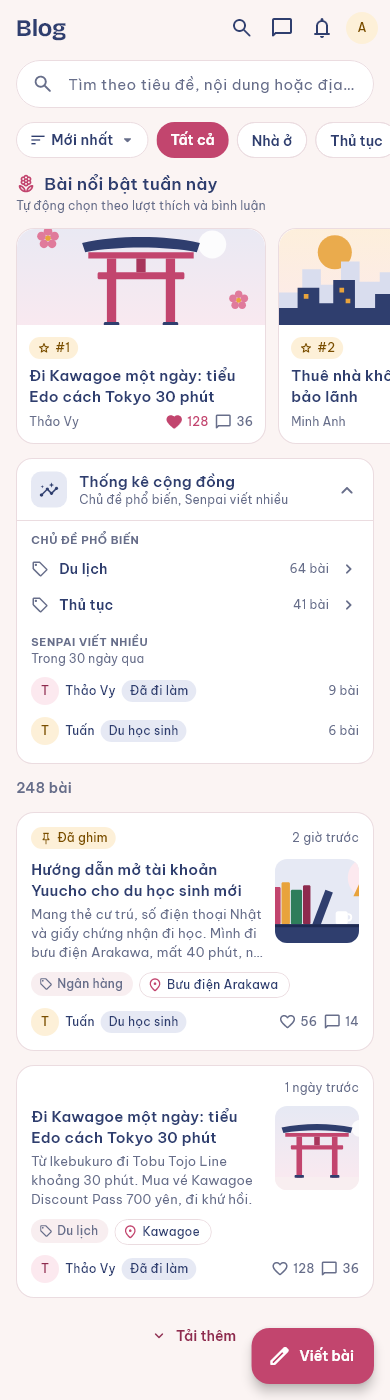 Blog
A
Tìm theo tiêu đề, nội dung hoặc địa…
Mới nhất
Tất cả
Nhà ở
Thủ tục
Bài nổi bật tuần này
Tự động chọn theo lượt thích và bình luận
#1
Đi Kawagoe một ngày: tiểu
Edo cách Tokyo 30 phút
Thảo Vy
128
36
#2
Thuê nhà khô
bảo lãnh
Minh Anh
Thống kê cộng đồng
Chủ đề phổ biến, Senpai viết nhiều
CHỦ ĐỀ PHỔ BIẾN
Du lịch
64 bài
Thủ tục
41 bài
SENPAI VIẾT NHIỀU
Trong 30 ngày qua
T
Thảo Vy
Đã đi làm
9 bài
T
Tuấn
Du học sinh
6 bài
248 bài
Đã ghim
2 giờ trước
Hướng dẫn mở tài khoản
Yuucho cho du học sinh mới
Mang thẻ cư trú, số điện thoại Nhật
và giấy chứng nhận đi học. Mình đi
bưu điện Arakawa, mất 40 phút, n…
Ngân hàng
Bưu điện Arakawa
T
Tuấn
Du học sinh
56
14
1 ngày trước
Đi Kawagoe một ngày: tiểu
Edo cách Tokyo 30 phút
Từ Ikebukuro đi Tobu Tojo Line
khoảng 30 phút. Mua vé Kawagoe
Discount Pass 700 yên, đi khứ hồi.
Du lịch
Kawagoe
T
Thảo Vy
Đã đi làm
128
36
Tải thêm
Viết bài